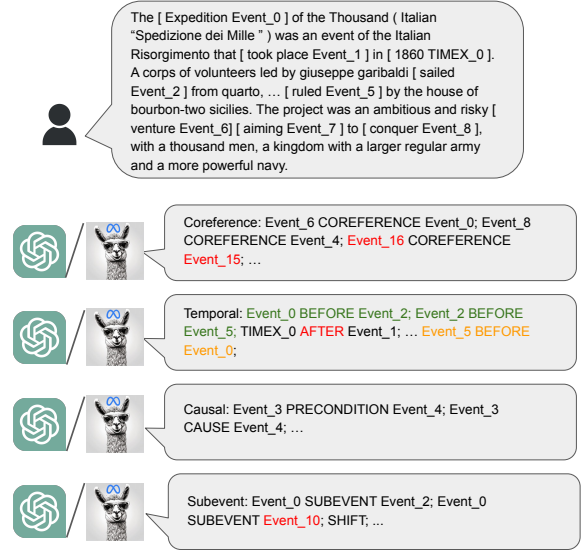 The [ Expedition Event_0 ] of the Thousand ( Italian
“Spedizione dei Mille ” ) was an event of the Italian
Risorgimento that [ took place Event_1 ] in [ 1860 TIMEX_0 ].
A corps of volunteers led by giuseppe garibaldi [ sailed
Event_2 ] from quarto, … [ ruled Event_5 ] by the house of
bourbon-two sicilies. The project was an ambitious and risky [
venture Event_6] [ aiming Event_7 ] to [ conquer Event_8 ],
with a thousand men, a kingdom with a larger regular army
and a more powerful navy.
Coreference: Event_6 COREFERENCE Event_0; Event_8
COREFERENCE Event_4; Event_16 COREFERENCE
Event_15; …
Temporal: Event_0 BEFORE Event_2; Event_2 BEFORE
Event_5; TIMEX_0 AFTER Event_1; … Event_5 BEFORE
Event_0;
Causal: Event_3 PRECONDITION Event_4; Event_3
CAUSE Event_4; …
Subevent: Event_0 SUBEVENT Event_2; Event_0
SUBEVENT Event_10; SHIFT; ...